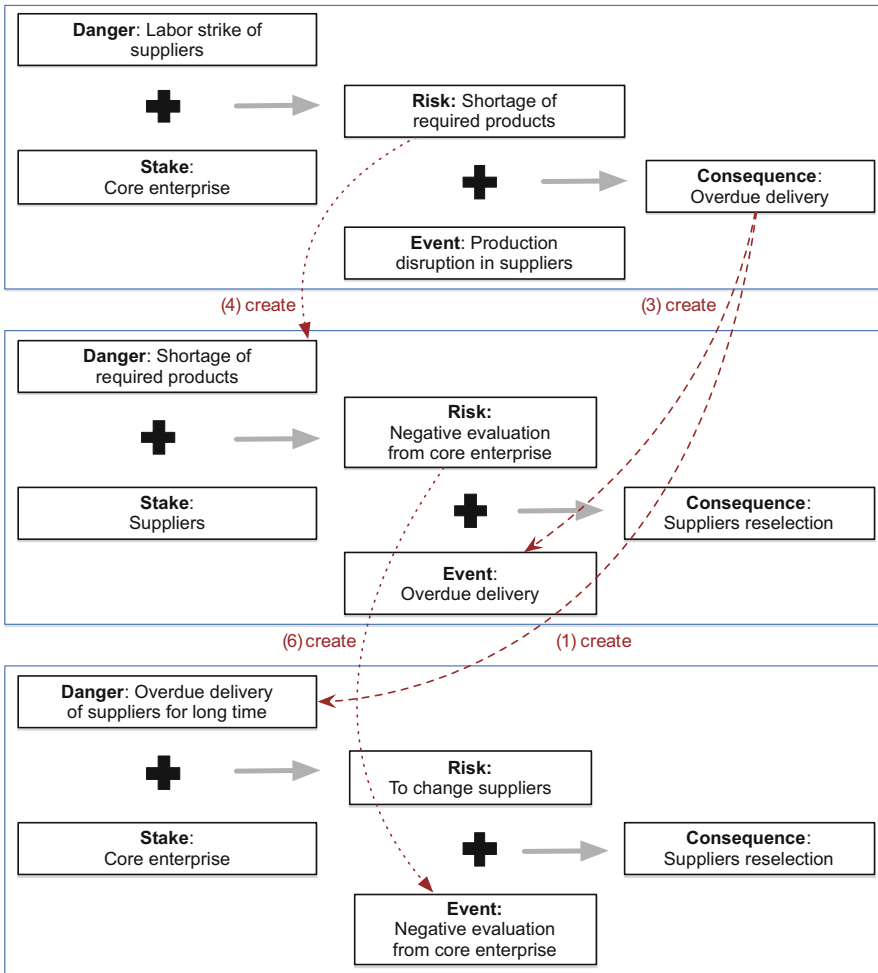 Danger: Labor strike of
suppliers
Risk: Shortage of
required products
Stake:
Core enterprise
Consequence:
Overdue delivery
Event: Production
disruption in suppliers
(4) create
(3) create
Danger: Shortage of
required products
Risk:
Negative evaluation
from core enterprise
Stake:
Suppliers
Consequence:
Suppliers reselection
Event:
Overdue delivery
(6) create
(1) create
Danger: Overdue delivery
of suppliers for long time
Risk:
To change suppliers
Stake:
Core enterprise
Consequence:
Suppliers reselection
Event:
Negative evaluation
from core enterprise